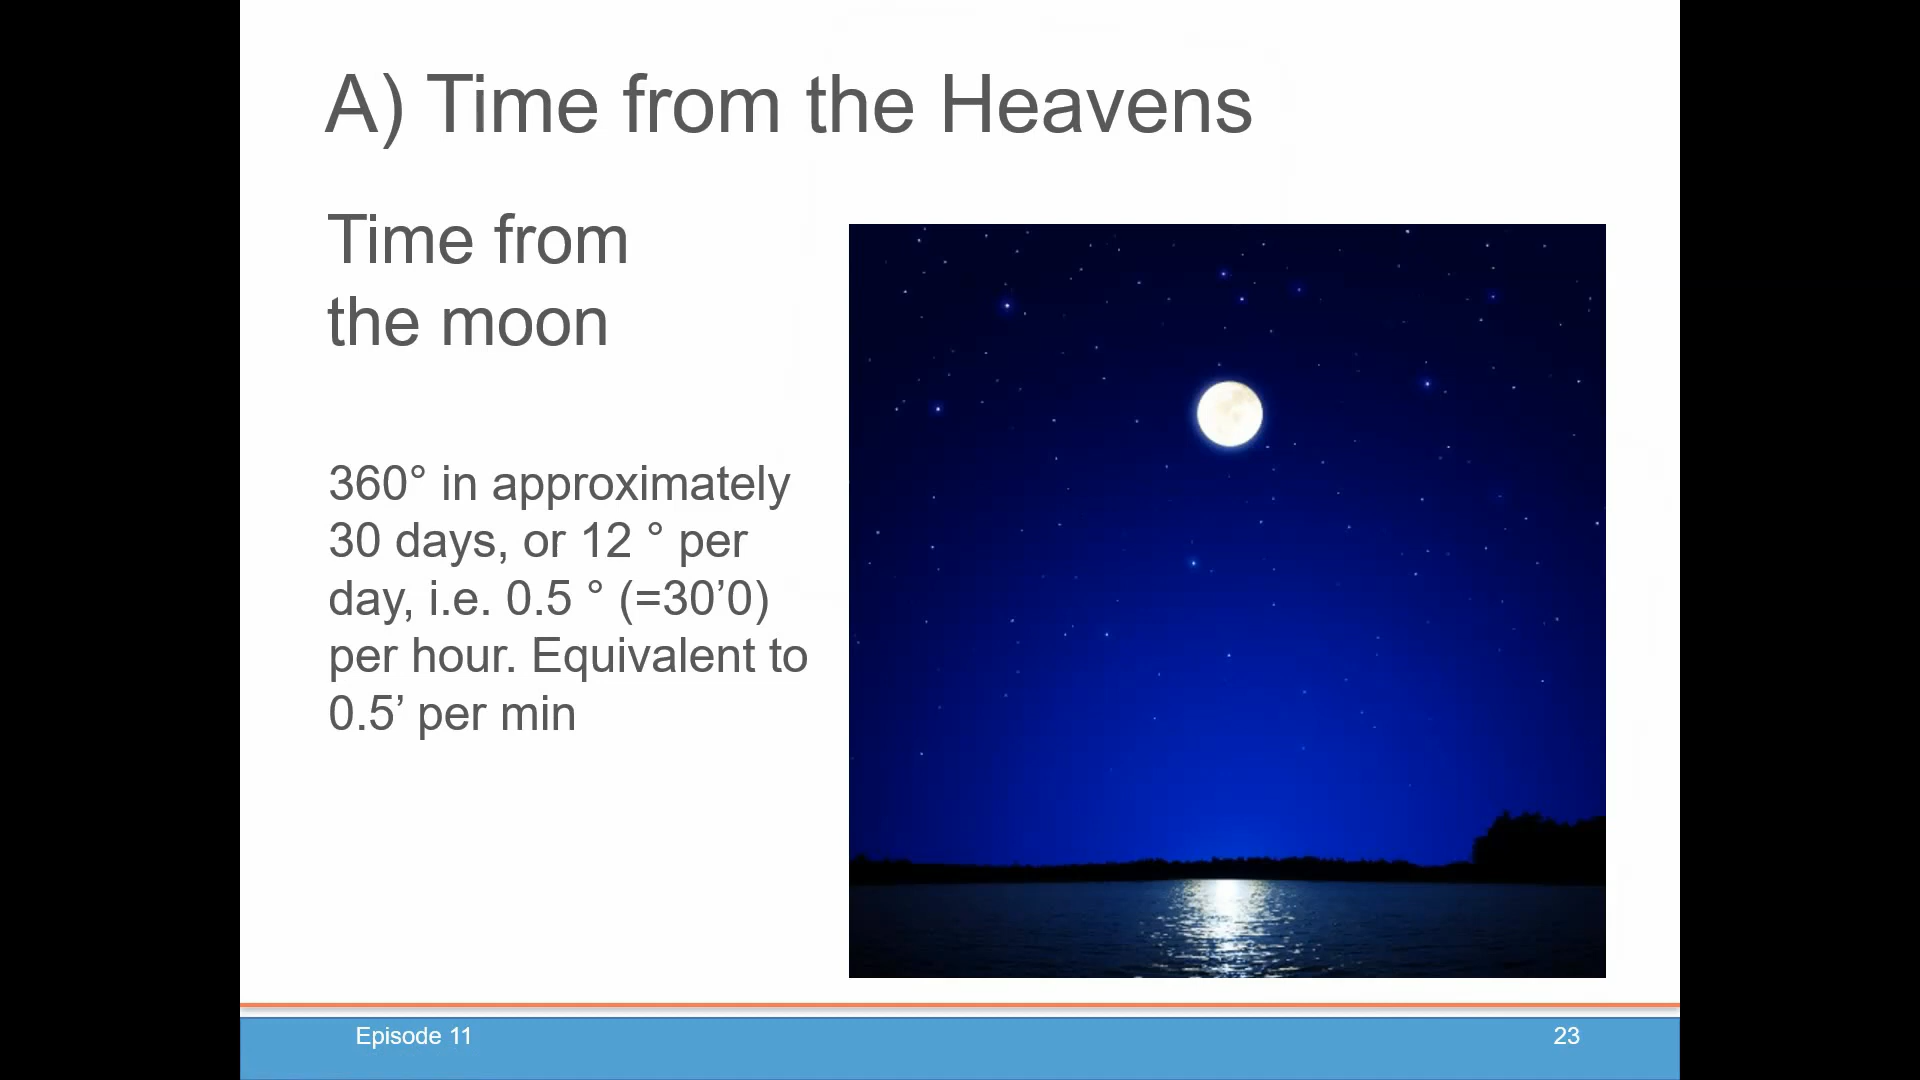 A) Time from the Heavens
Time from
the moon
360° in approximately
30 days, or 12 ° per
day, i.e. 0.5 ° (=30’0)
per hour. Equivalent to
0.5’ per min
Episode 11
23